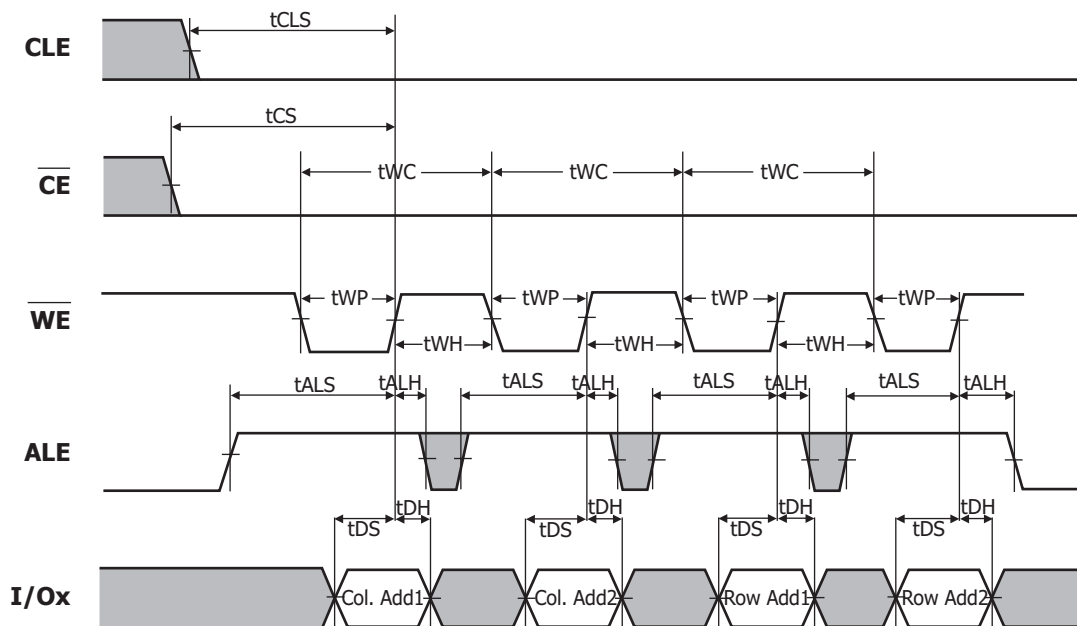 tCLS
CLE
tCS
CE
tWC tWC tWC
WE
tWP tWP tWP tWP
tWH tWH tWH
tALS tALH tALS tALH tALS tALH tALS tALH
ALE
tDS tDH tDS tDH tDS tDH tDS tDH
I/Ox
Col. Add1 Col. Add2 Row Add1 Row Add2